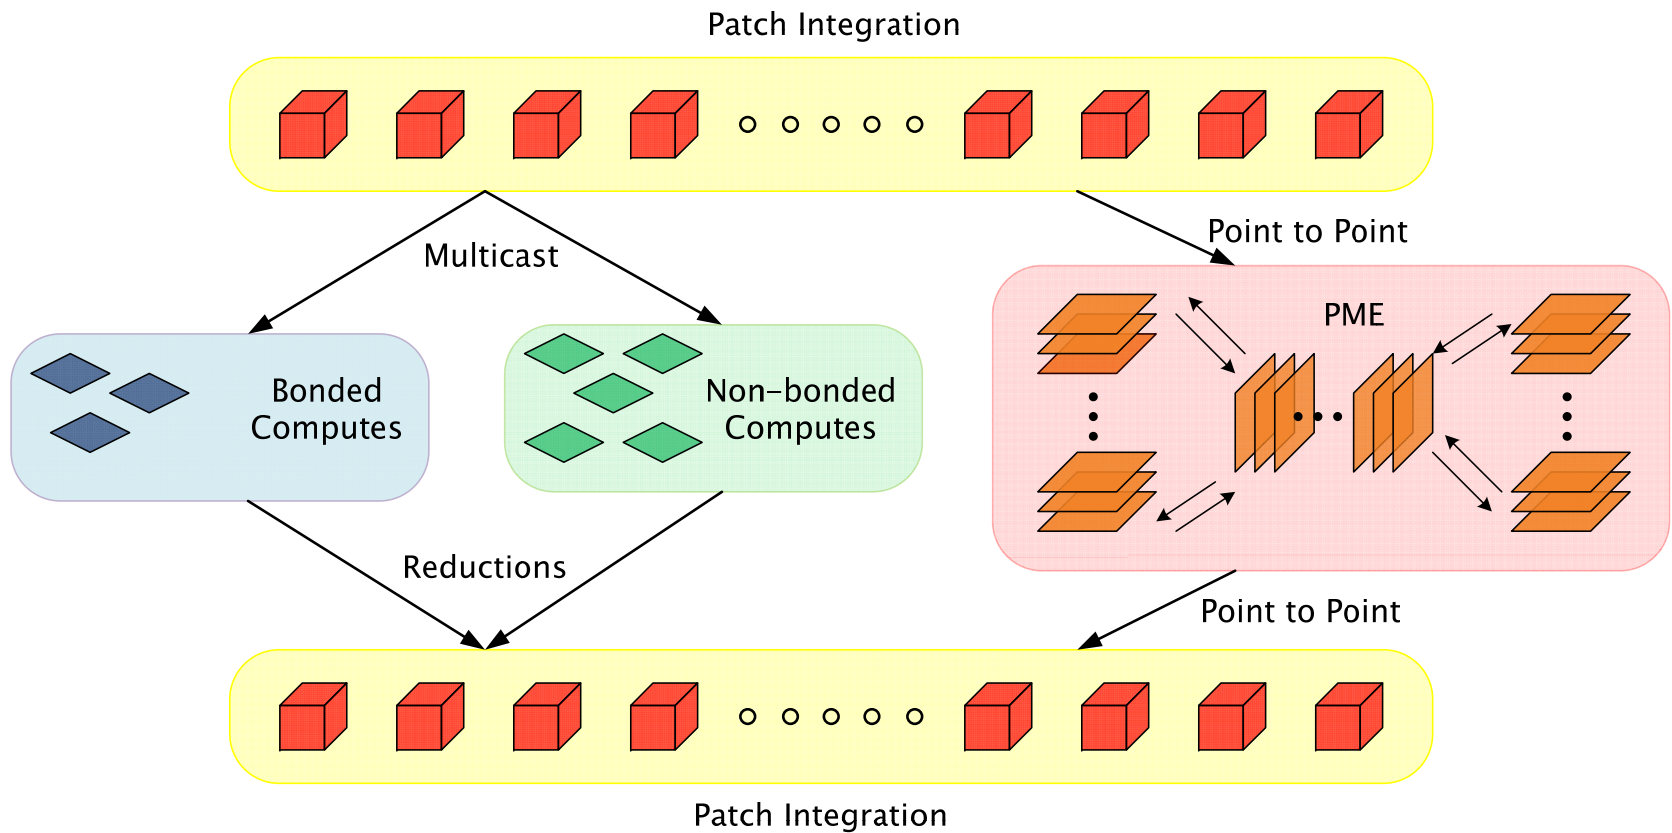 Patch Integration
Multicast
Point to Point
PME
Bonded
Computes
Non-bonded
Computes
Reductions
Point to Point
Patch Integration